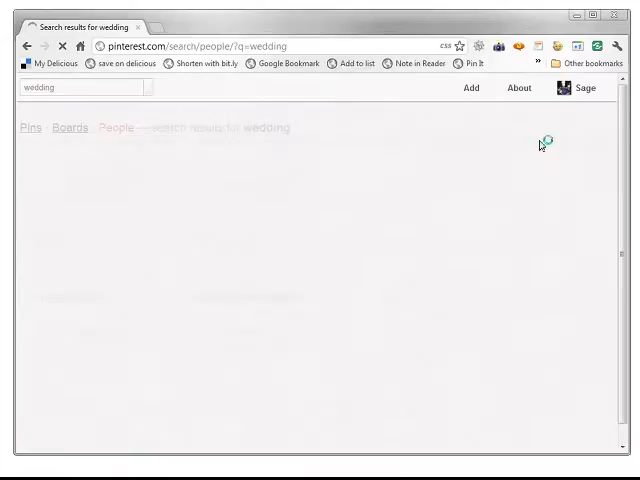 Search results for wedding
pinterest.com/search/people/?q=wedding
css
My Delicious save on delicious Shorten with bit.ly Google Bookmark Add to list Note in Reader Pin It » Other bookmarks
wedding Add About Sage
Pins · Boards · People — search results for wedding